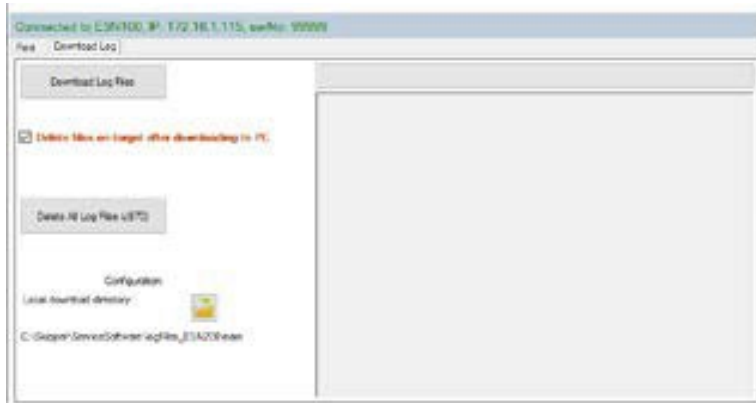 Connected to ESN100, IP: 172.16.1.115, serNo: 99999
Download Log
Download Log Files
Delete files on target after downloading to PC
Delete All Log Files
Configuration
Local download directory